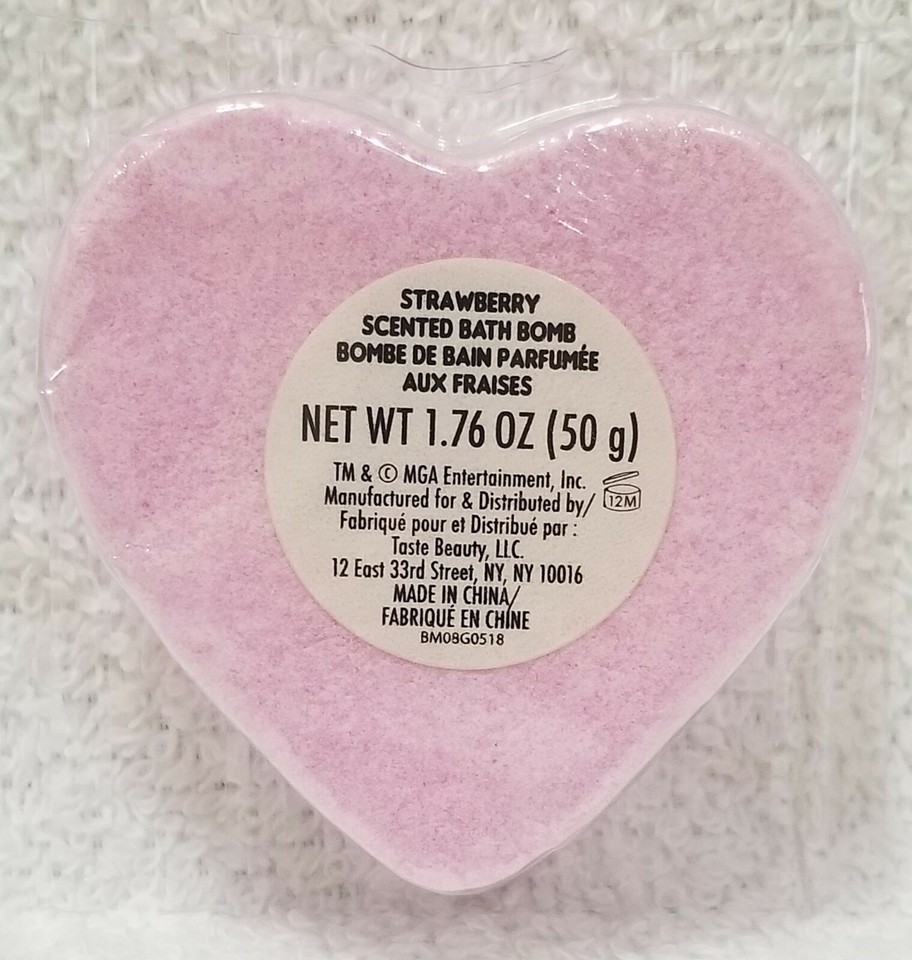 STRAWBERRY
SCENTED BATH BOMB
BOMBE DE BAIN PARFUMÉE
AUX FRAISES
NET WT 1.76 OZ (50 g)
TM & © MGA Entertainment, Inc.
Manufactured for & Distributed by/
12M
Fabriqué pour et Distribué par :
Taste Beauty, LLC.
12 East 33rd Street, NY, NY 10016
MADE IN CHINA/
FABRIQUÉ EN CHINE
BM08G0518